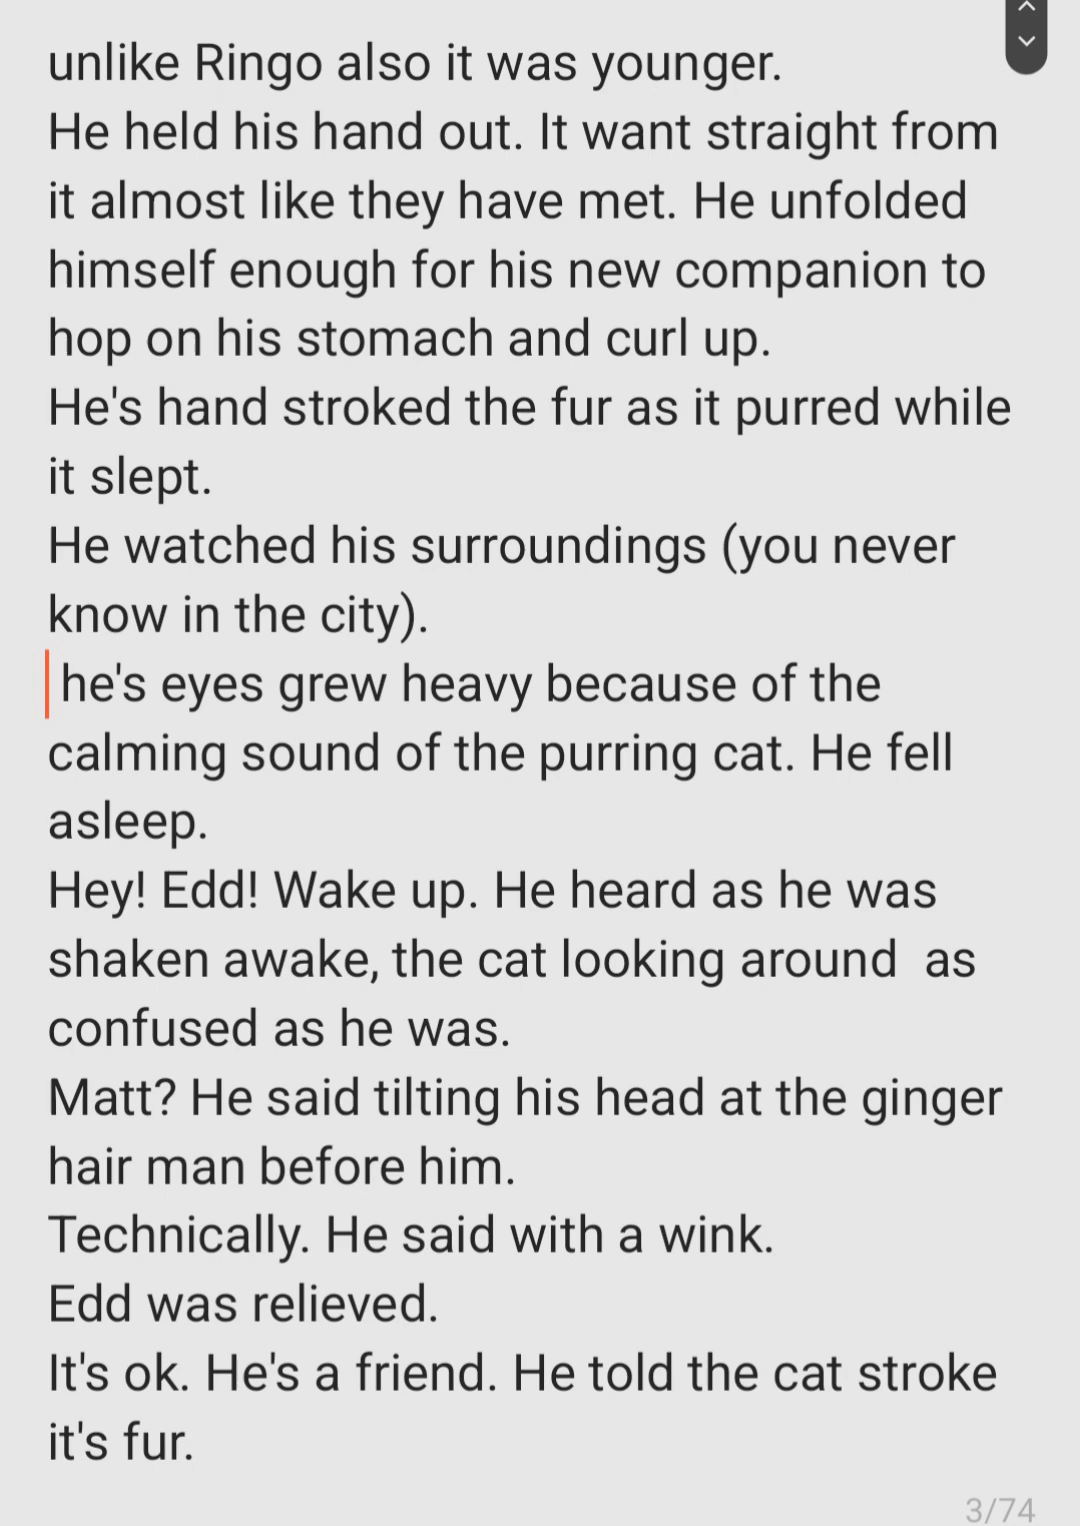 unlike Ringo also it was younger.
He held his hand out. It want straight from
it almost like they have met. He unfolded
himself enough for his new companion to
hop on his stomach and curl up.
He's hand stroked the fur as it purred while
it slept.
He watched his surroundings (you never
know in the city).
he's eyes grew heavy because of the
calming sound of the purring cat. He fell
asleep.
Hey! Edd! Wake up. He heard as he was
shaken awake, the cat looking around  as
confused as he was.
Matt? He said tilting his head at the ginger
hair man before him.
Technically. He said with a wink.
Edd was relieved.
It's ok. He's a friend. He told the cat stroke
it's fur.
3/74